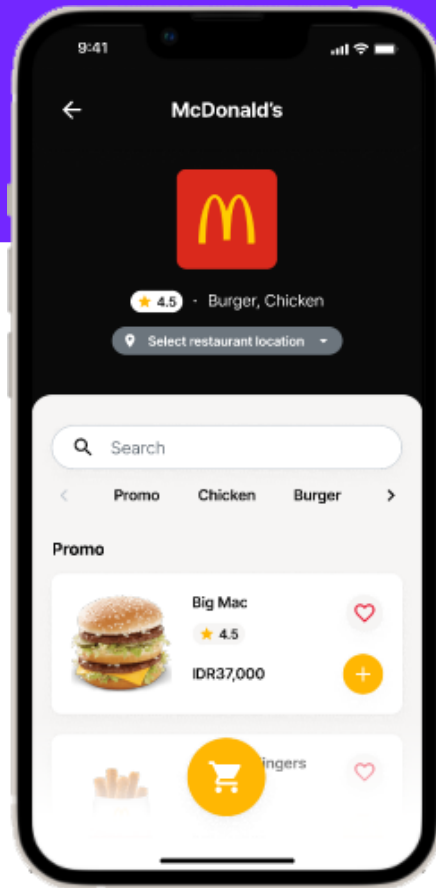 9:41
McDonald's
4.5 · Burger, Chicken
Select restaurant location
Search
Promo Chicken Burger
Promo
Big Mac
4.5
IDR37,000
ingers